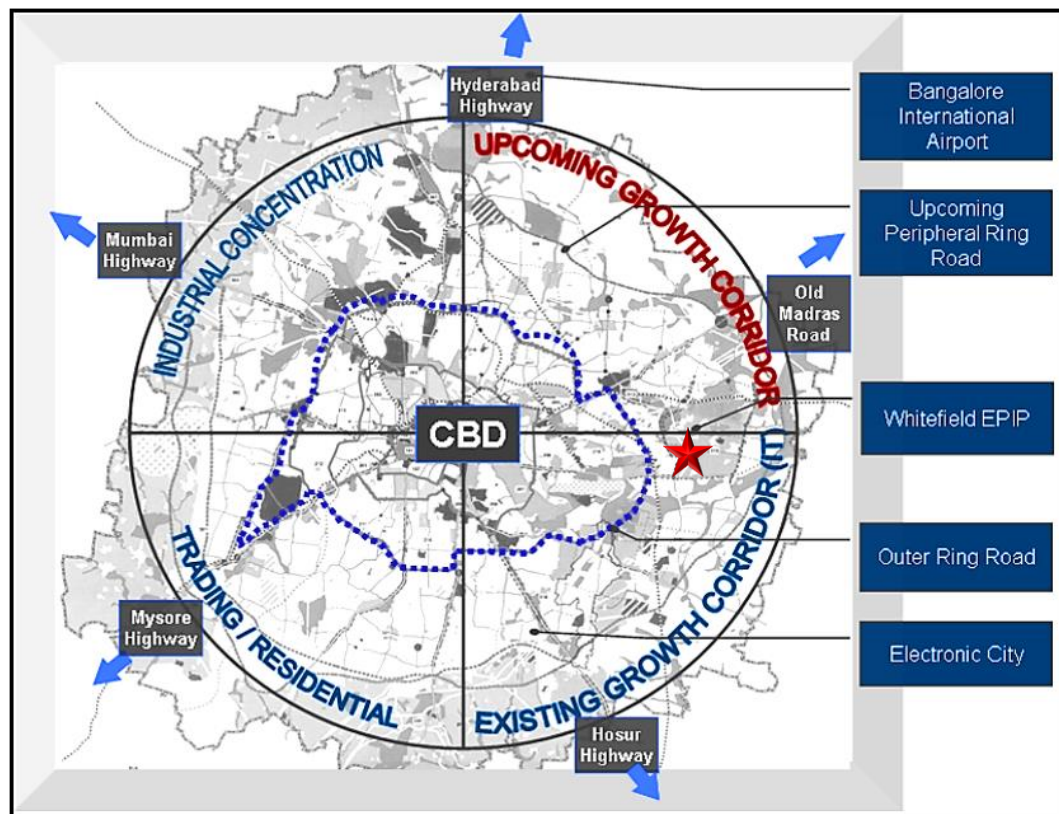 Hyderabad
Highway
Bangalore
International
Airport
INDUSTRIAL CONCENTRATION
UPCOMING GROWTH CORRIDOR
Upcoming
Peripheral Ring
Road
Mumbai
Highway
Old
Madras
Road
CBD
Whitefield EPIP
TRADING / RESIDENTIAL
EXISTING GROWTH CORRIDOR (IT)
Outer Ring Road
Mysore
Highway
Electronic City
Hosur
Highway